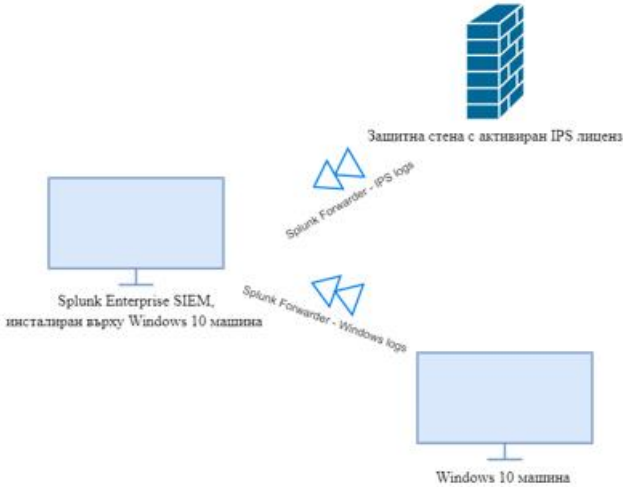 Защитна стена с активиран IPS лиценз
Splunk Forwarder - IPS logs
Splunk Enterprise SIEM,
инсталиран върху Windows 10 машина
Splunk Forwarder - Windows logs
Windows 10 машина